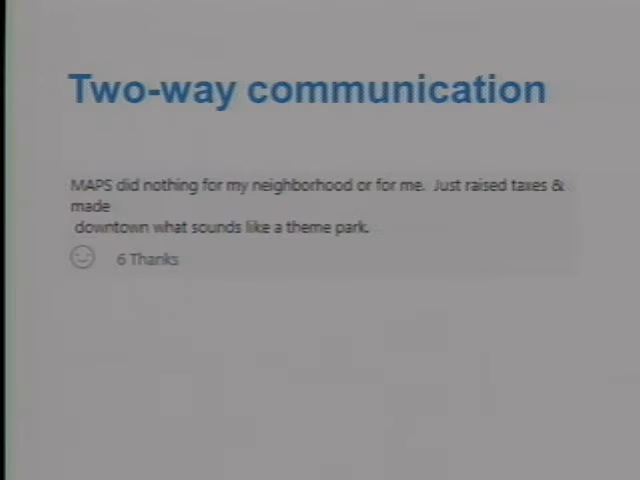 Two-way communication
MAPS did nothing for my neighborhood or for me. Just raised taxes &
made
downtown what sounds like a theme park.
6 Thanks